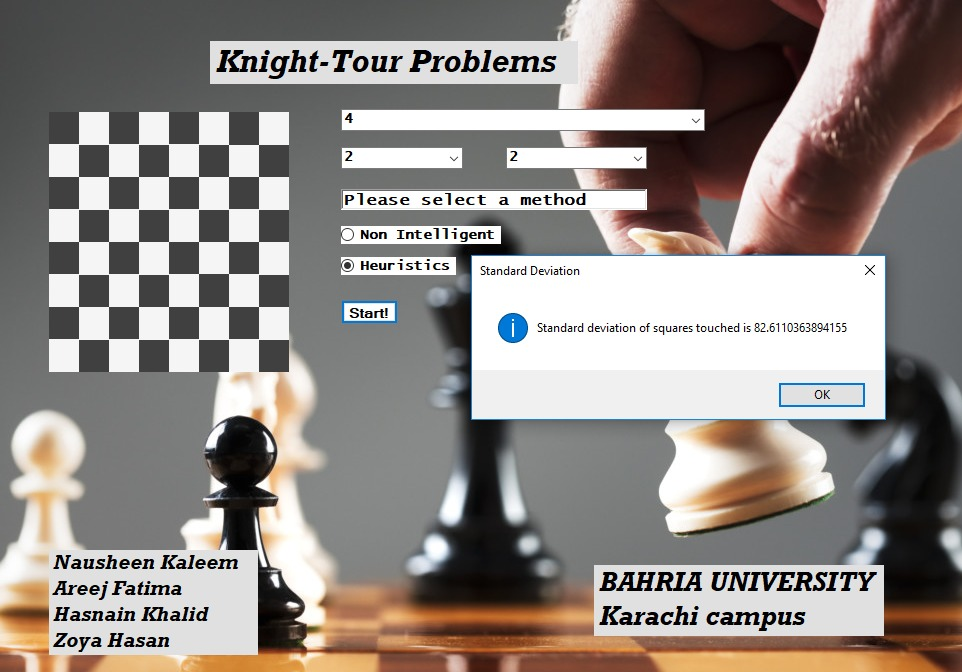 Knight-Tour Problems
4
2 2
Please select a method
Non Intelligent
Heuristics
Start!
Standard Deviation
Standard deviation of squares touched is 82.6110363894155
OK
Nausheen Kaleem
Areej Fatima
Hasnain Khalid
Zoya Hasan
BAHRIA UNIVERSITY
Karachi campus